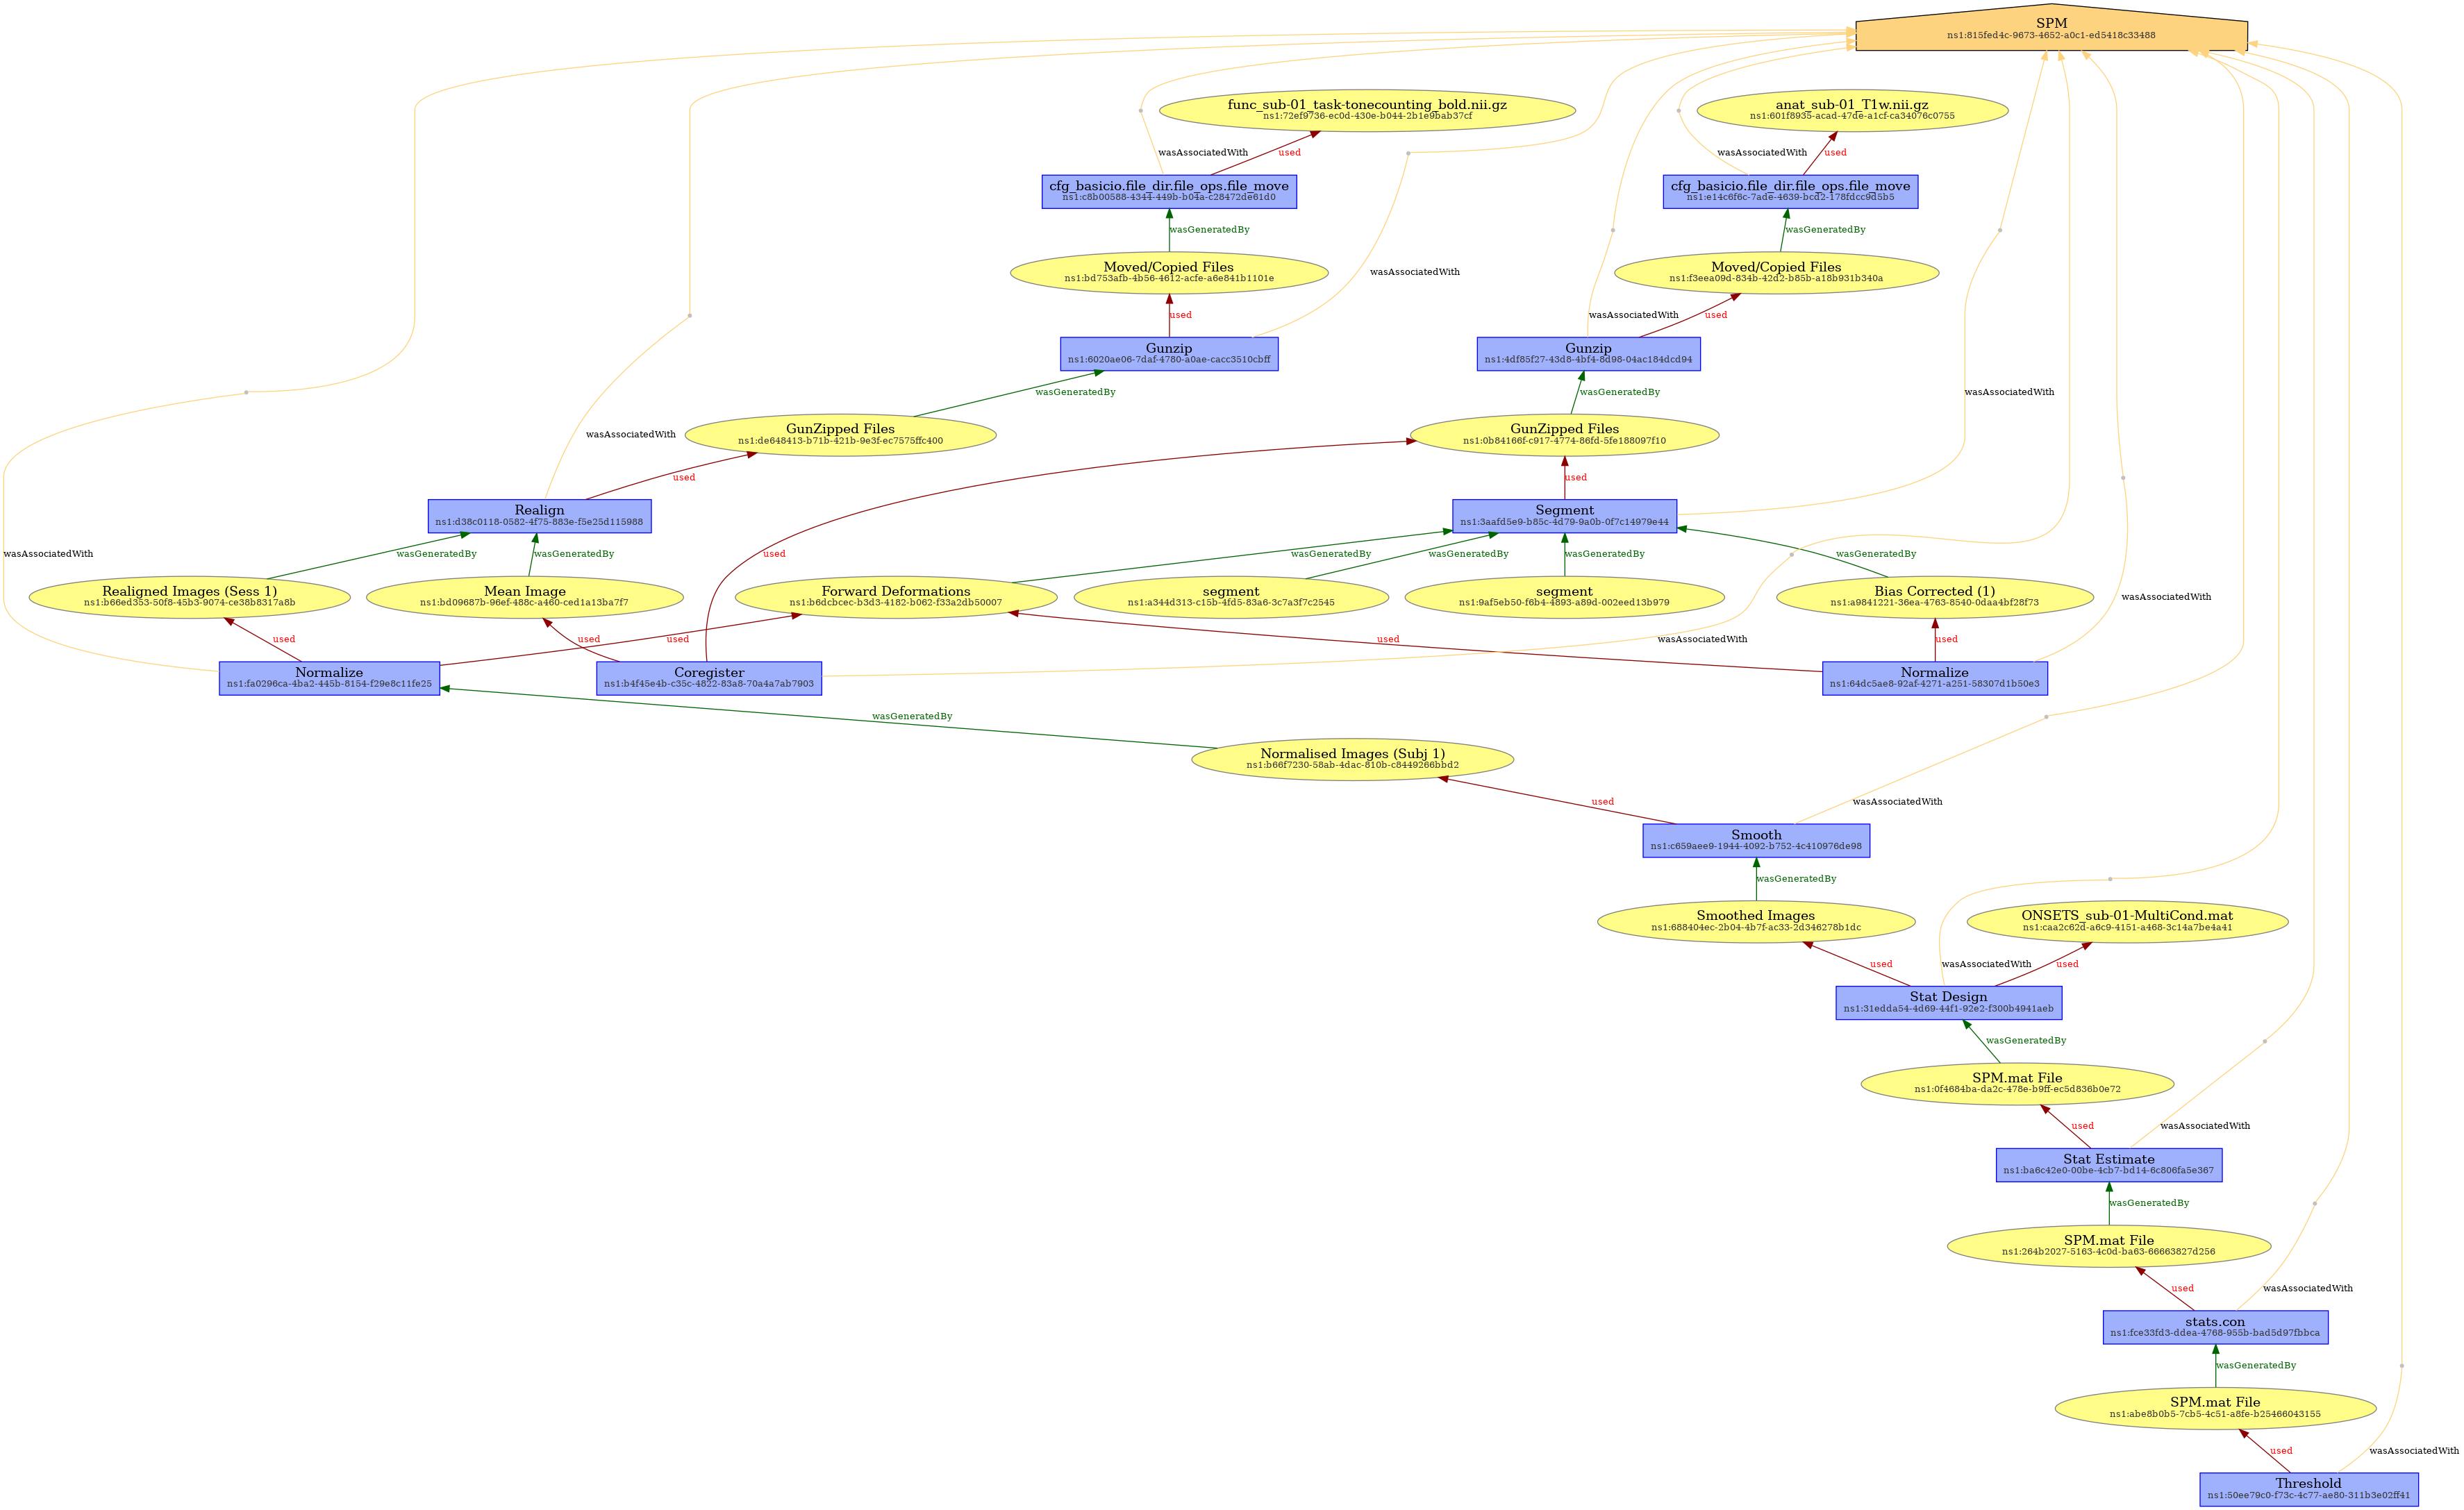 SPM
ns1:815fed4c-9673-4652-a0c1-ed5418c33488
func_sub-01_task-tonecounting_bold.nii.gz
ns1:72ef9736-ec0d-430e-b044-2b1e9bab37cf
anat_sub-01_T1w.nii.gz
ns1:601f8935-acad-47de-a1cf-ca34076c0755
wasAssociatedWith
used
wasAssociatedWith
used
cfg_basicio.file_dir.file_ops.file_move
ns1:c8b00588-4344-449b-b04a-c28472de61d0
cfg_basicio.file_dir.file_ops.file_move
ns1:e14c6f6c-7ade-4639-bcd2-178fdcc9d5b5
wasGeneratedBy
wasGeneratedBy
Moved/Copied Files
ns1:bd753afb-4b56-4612-acfe-a6e841b1101e
wasAssociatedWith
Moved/Copied Files
ns1:f3eea09d-834b-42d2-b85b-a18b931b340a
used
wasAssociatedWith
used
Gunzip
ns1:6020ae06-7daf-4780-a0ae-cacc3510cbff
Gunzip
ns1:4df85f27-43d8-4bf4-8d98-04ac184dcd94
wasGeneratedBy
wasGeneratedBy
wasAssociatedWith
wasAssociatedWith
GunZipped Files
ns1:de648413-b71b-421b-9e3f-ec7575ffc400
GunZipped Files
ns1:0b84166f-c917-4774-86fd-5fe188097f10
used
used
Realign
ns1:d38c0118-0582-4f75-883e-f5e25d115988
Segment
ns1:3aafd5e9-b85c-4d79-9a0b-0f7c14979e44
wasAssociatedWith
wasGeneratedBy
wasGeneratedBy
used
wasGeneratedBy
wasGeneratedBy
wasGeneratedBy
wasGeneratedBy
Realigned Images (Sess 1)
ns1:b66ed353-50f8-45b3-9074-ce38b8317a8b
Mean Image
ns1:bd09687b-96ef-488c-a460-ced1a13ba7f7
Forward Deformations
ns1:b6dcbcec-b3d3-4182-b062-f33a2db50007
segment
ns1:a344d313-c15b-4fd5-83a6-3c7a3f7c2545
segment
ns1:9af5eb50-f6b4-4893-a89d-002eed13b979
Bias Corrected (1)
ns1:a9841221-36ea-4763-8540-0daa4bf28f73
wasAssociatedWith
used
used
used
used
wasAssociatedWith
used
Normalize
ns1:fa0296ca-4ba2-445b-8154-f29e8c11fe25
Coregister
ns1:b4f45e4b-c35c-4822-83a8-70a4a7ab7903
Normalize
ns1:64dc5ae8-92af-4271-a251-58307d1b50e3
wasGeneratedBy
Normalised Images (Subj 1)
ns1:b66f7230-58ab-4dac-810b-c8449266bbd2
used
wasAssociatedWith
Smooth
ns1:c659aee9-1944-4092-b752-4c410976de98
wasGeneratedBy
Smoothed Images
ns1:688404ec-2b04-4b7f-ac33-2d346278b1dc
ONSETS_sub-01-MultiCond.mat
ns1:caa2c62d-a6c9-4151-a468-3c14a7be4a41
used
wasAssociatedWith
used
Stat Design
ns1:31edda54-4d69-44f1-92e2-f300b4941aeb
wasGeneratedBy
SPM.mat File
ns1:0f4684ba-da2c-478e-b9ff-ec5d836b0e72
used
wasAssociatedWith
Stat Estimate
ns1:ba6c42e0-00be-4cb7-bd14-6c806fa5e367
wasGeneratedBy
SPM.mat File
ns1:264b2027-5163-4c0d-ba63-66663827d256
used
wasAssociatedWith
stats.con
ns1:fce33fd3-ddea-4768-955b-bad5d97fbbca
wasGeneratedBy
SPM.mat File
ns1:abe8b0b5-7cb5-4c51-a8fe-b25466043155
used
wasAssociatedWith
Threshold
ns1:50ee79c0-f73c-4c77-ae80-311b3e02ff41